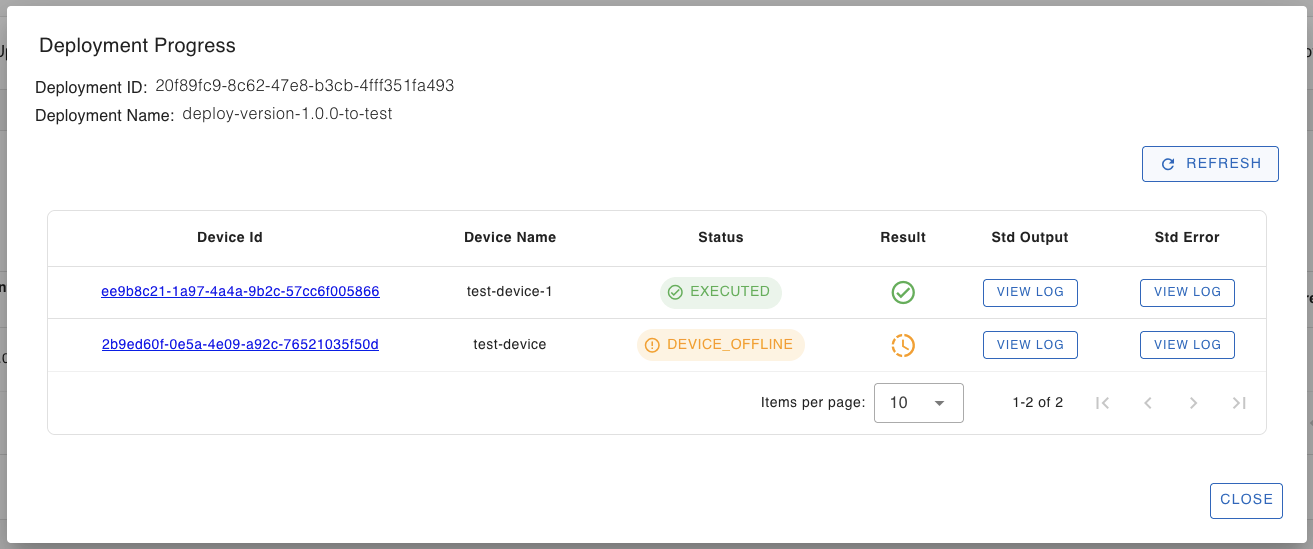 Deployment Progress
Deployment ID: 20f89fc9-8c62-47e8-b3cb-4fff351fa493
Deployment Name: deploy-version-1.0.0-to-test
REFRESH
Device Id Device Name Status Result Std Output Std Error
ee9b8c21-1a97-4a4a-9b2c-57cc6f005866 test-device-1 EXECUTED VIEW LOG VIEW LOG
2b9ed60f-0e5a-4e09-a92c-76521035f50d test-device DEVICE_OFFLINE VIEW LOG VIEW LOG
Items per page: 10 1-2 of 2
CLOSE